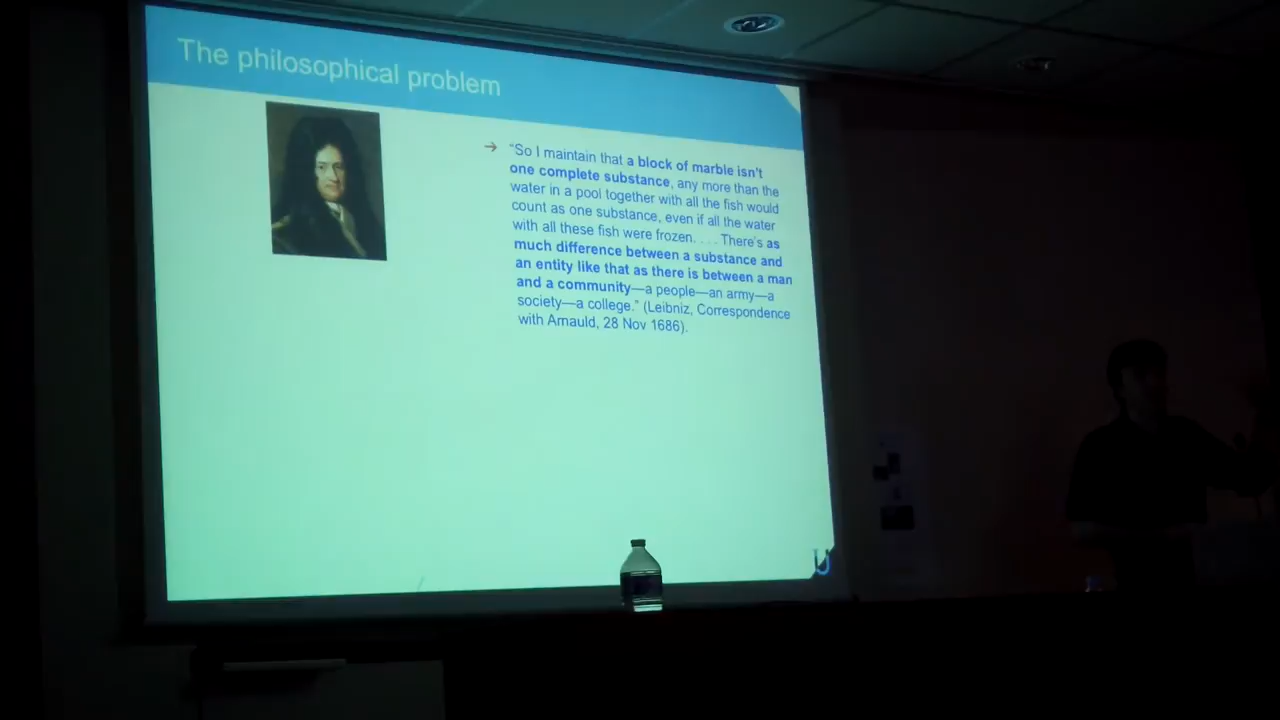 The philosophical problem
→ “So I maintain that a block of marble isn't
one complete substance, any more than the
water in a pool together with all the fish would
count as one substance, even if all the water
with all these fish were frozen. . . . There's as
much difference between a substance and
an entity like that as there is between a man
and a community—a people—an army—a
society—a college.” (Leibniz, Correspondence
with Arnauld, 28 Nov 1686).
U